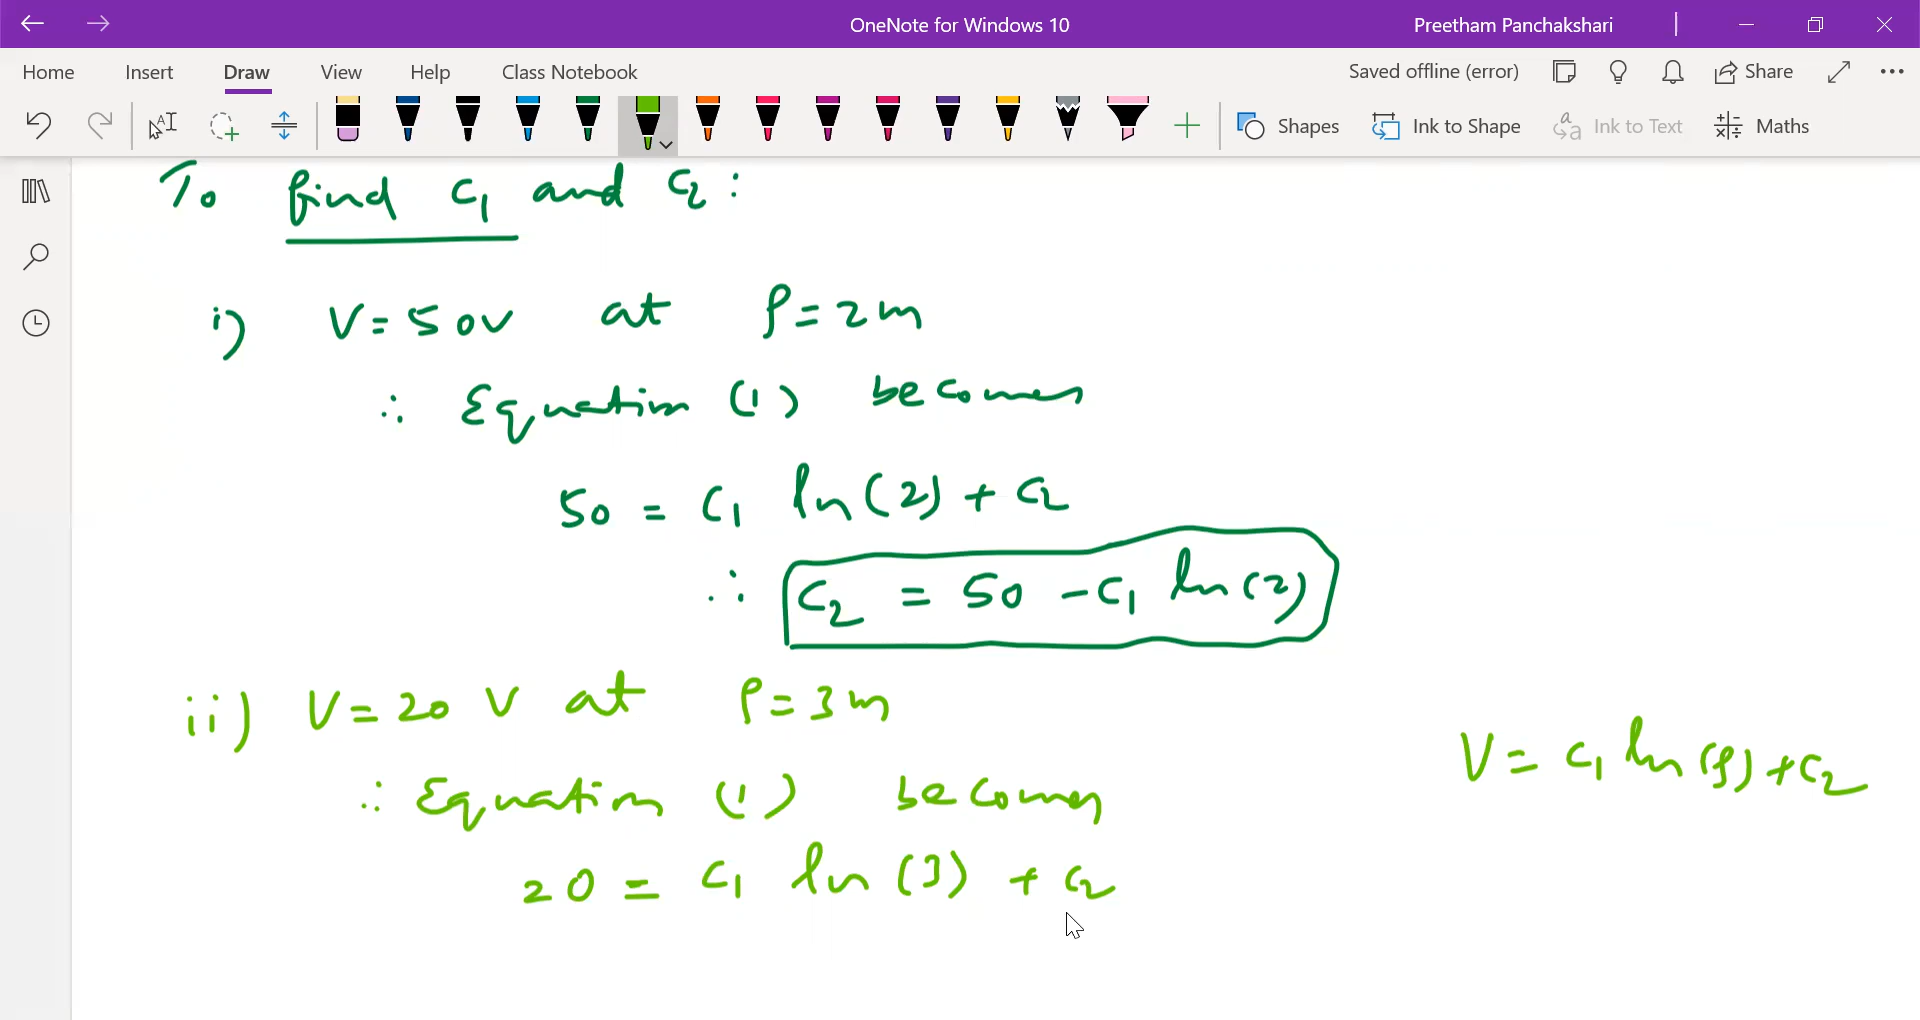 OneNote for Windows 10
Preetham Panchakshari
Home Insert Draw View Help Class Notebook
Saved offline (error) Share
Shapes Ink to Shape Ink to Text Maths
To find C₁ and C₂ :
i) V = 50V at ρ = 2m
∴ Equation (1) becomes
50 = C₁ ln(2) + C₂
∴ C₂ = 50 - C₁ ln(2)
ii) V = 20 V at ρ = 3m
V = C₁ ln(ρ) + C₂
∴ Equation (1) becomes
20 = C₁ ln(3) + C₂